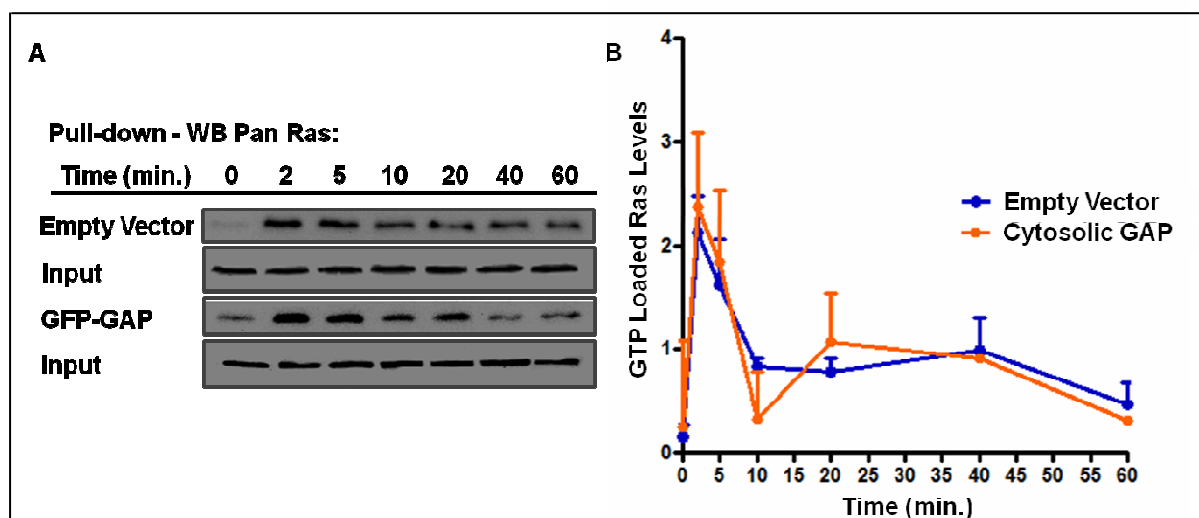 A
Pull-down - WB Pan Ras:
Time (min.) 0 2 5 10 20 40 60
Empty Vector
Input
GFP-GAP
Input
B
GTP Loaded Ras Levels
4
3
2
1
0
Empty Vector
Cytosolic GAP
0 5 10 15 20 25 30 35 40 45 50 55 60
Time (min.)